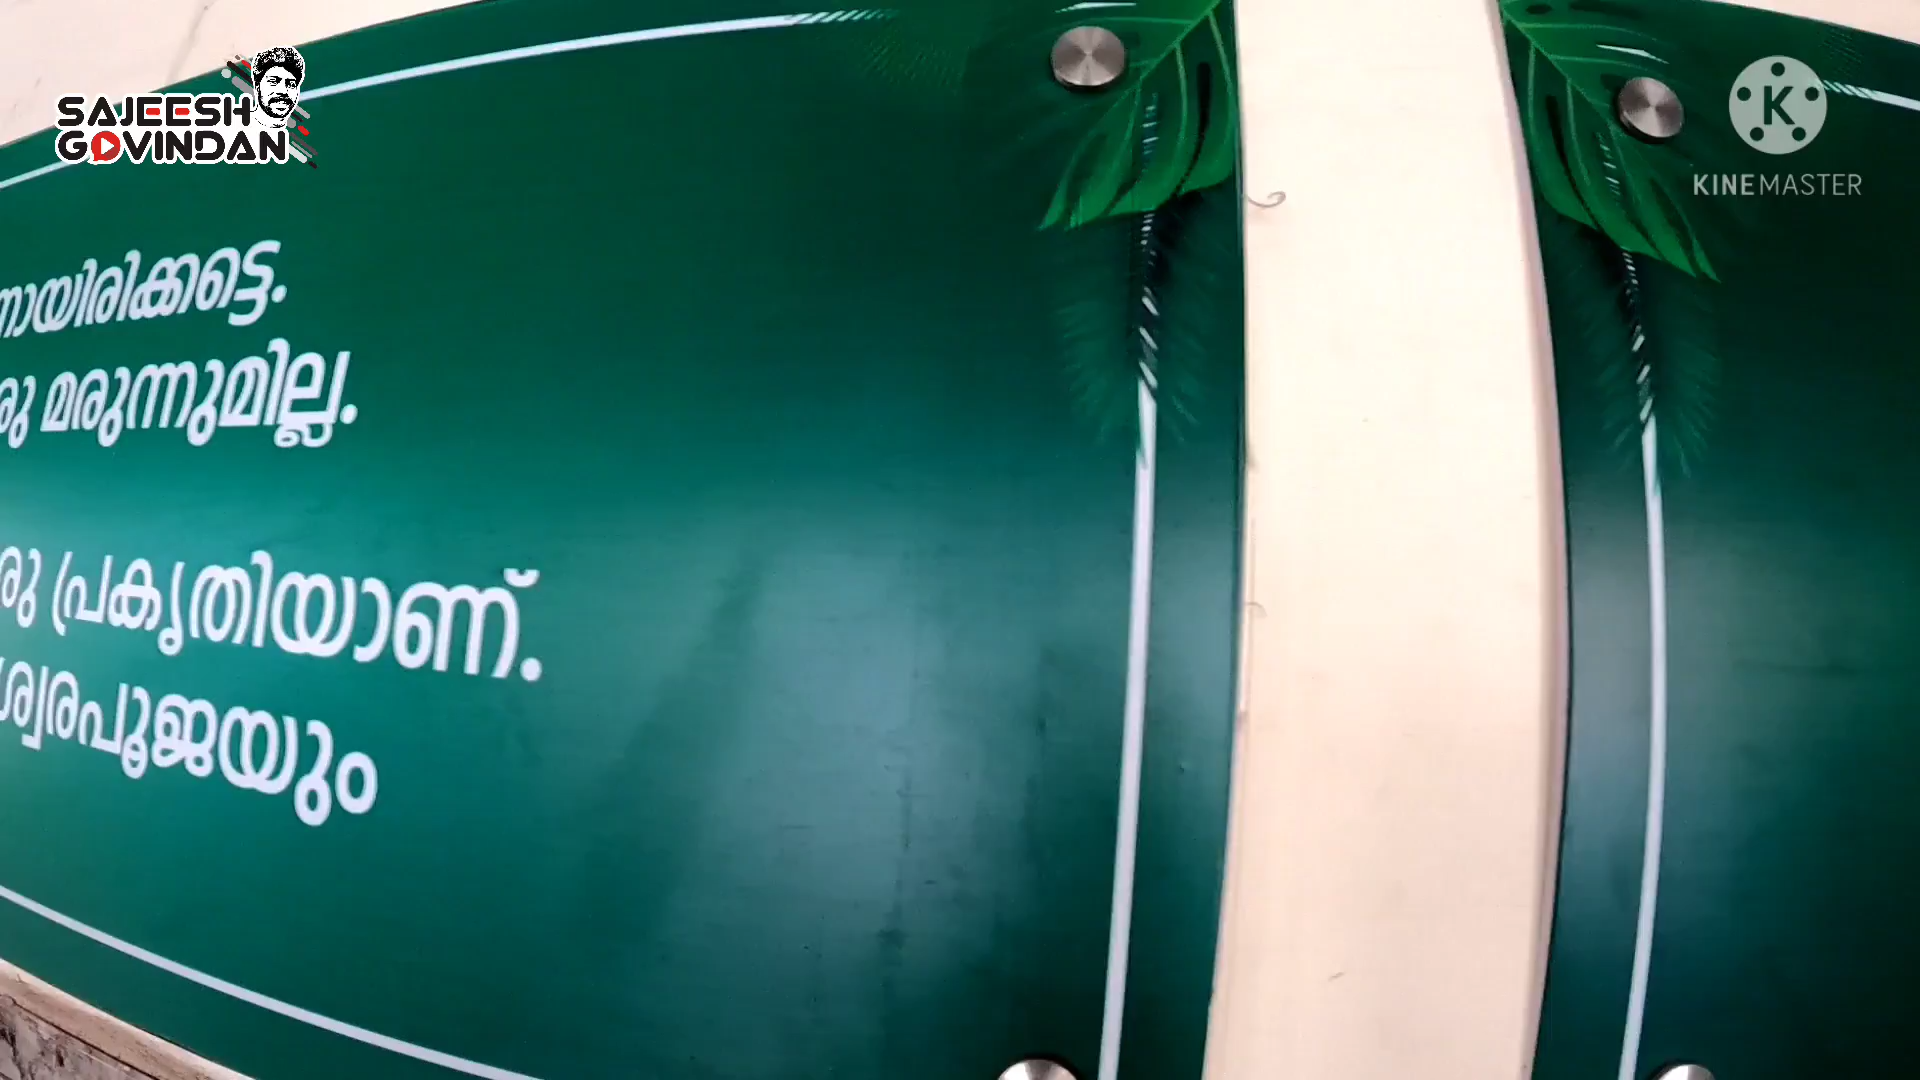 SAJEESH
GOVINDAN
K
KINEMASTER
നായിരിക്കട്ടെ.
രു മരുന്നുമില്ല.
രു പ്രകൃതിയാണ്.
ശ്വരപൂജയും